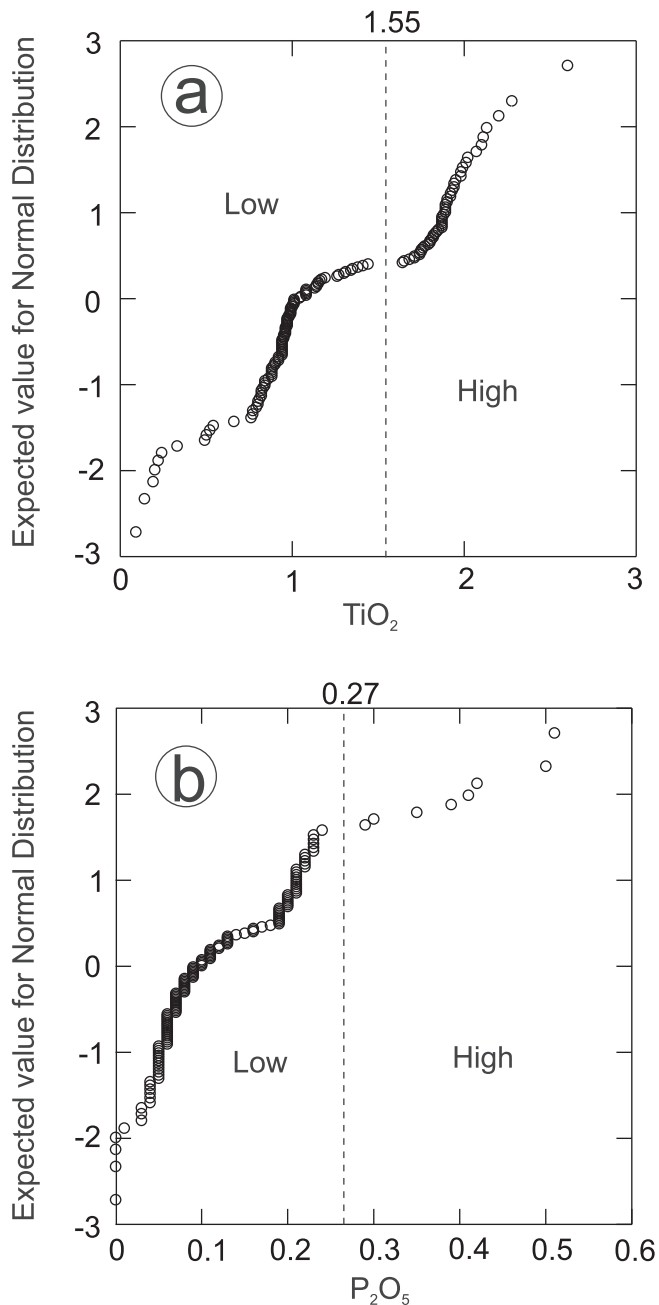 1.55
3
2
1
0
-1
-2
-3
Expected value for Normal Distribution
a
Low
High
0 1 2 3
TiO₂
0.27
3
2
1
0
-1
-2
-3
Expected value for Normal Distribution
b
Low
High
0 0.1 0.2 0.3 0.4 0.5 0.6
P₂O₅